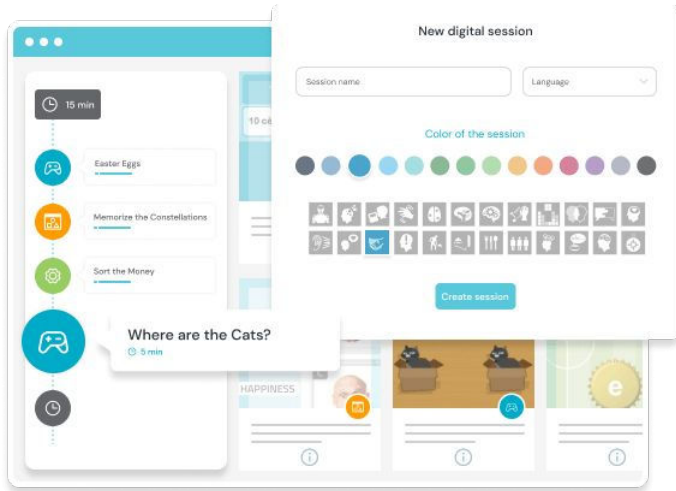 New digital session
Session name
Language
Color of the session
Create session
15 min
Easter Eggs
Memorize the Constellations
Sort the Money
Where are the Cats?
5 min
HAPPINESS
e